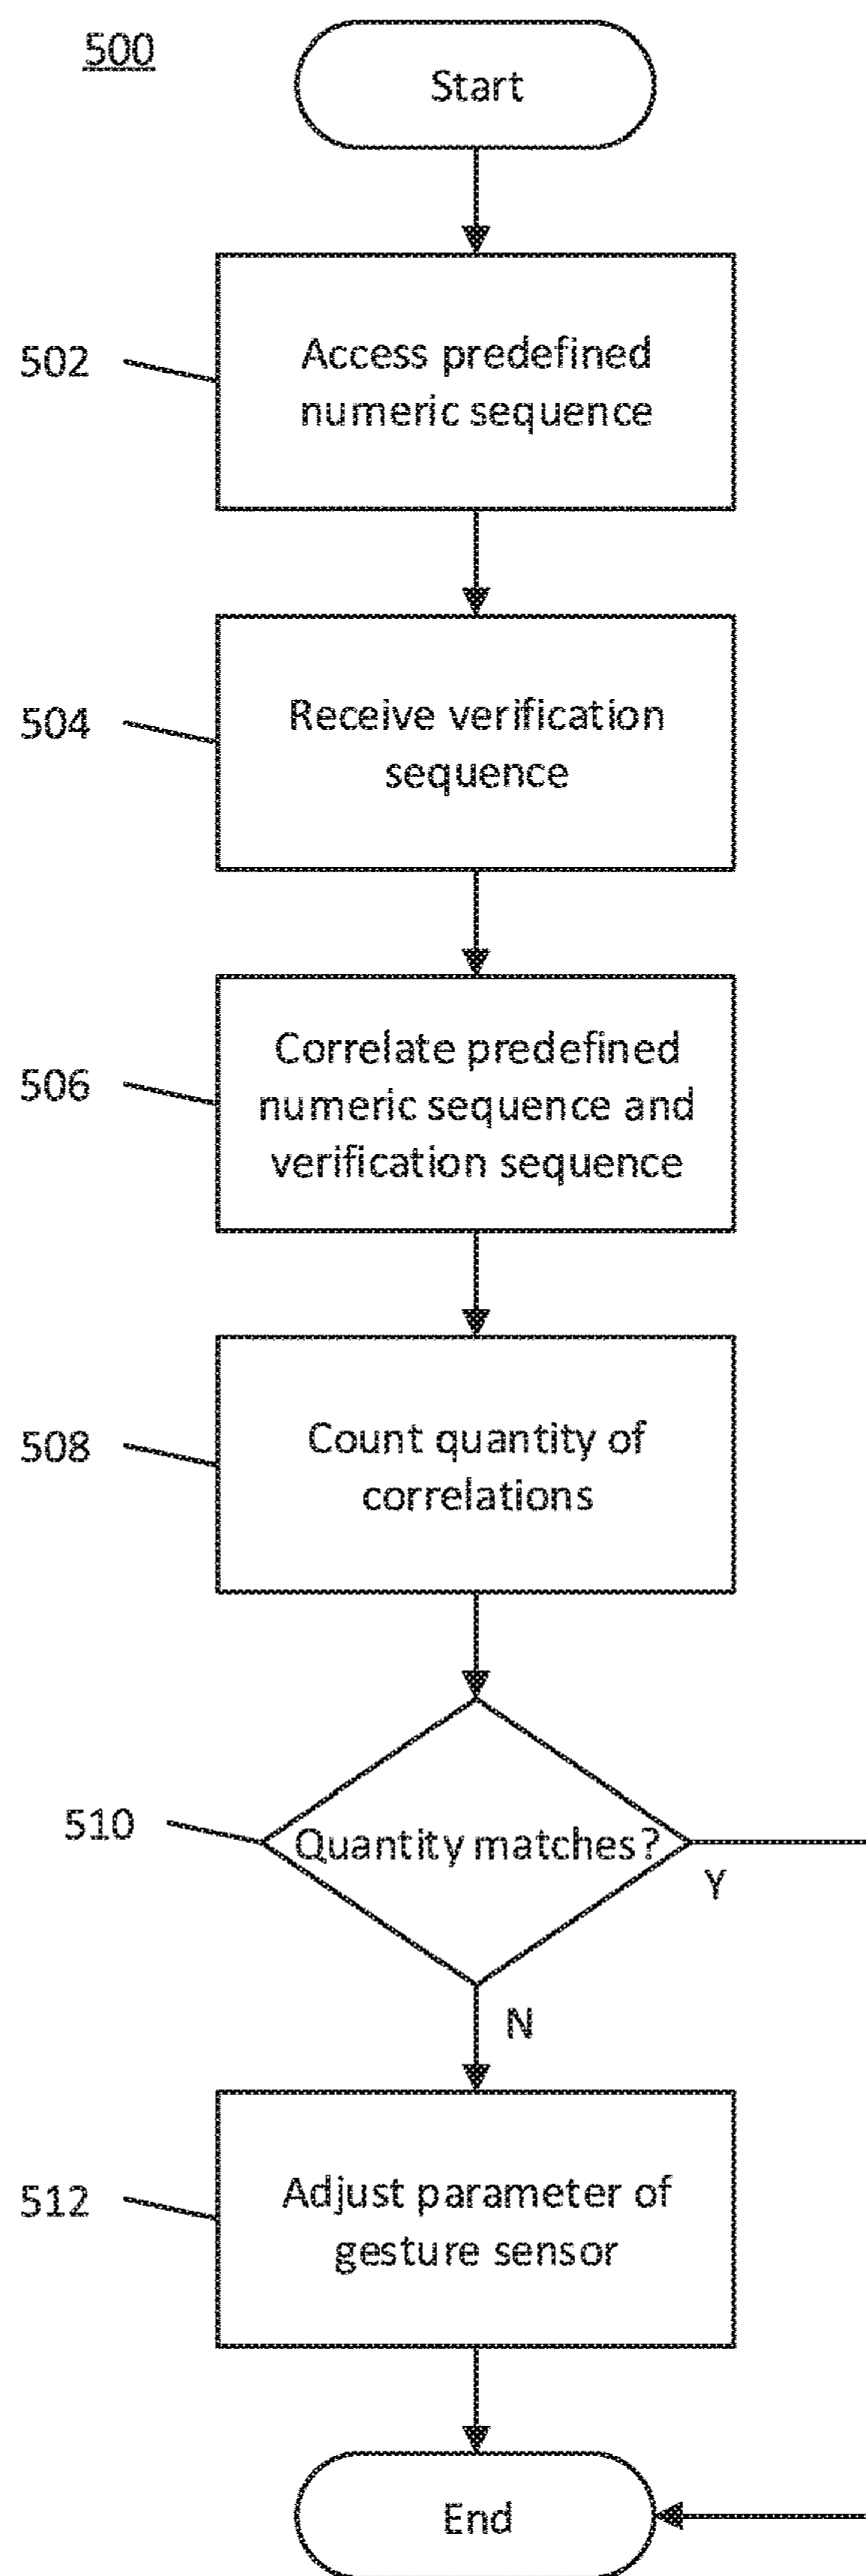 500
Start
502
Access predefined
numeric sequence
504
Receive verification
sequence
506
Correlate predefined
numeric sequence and
verification sequence
508
Count quantity of
correlations
510
Quantity matches?
Y
N
512
Adjust parameter of
gesture sensor
End